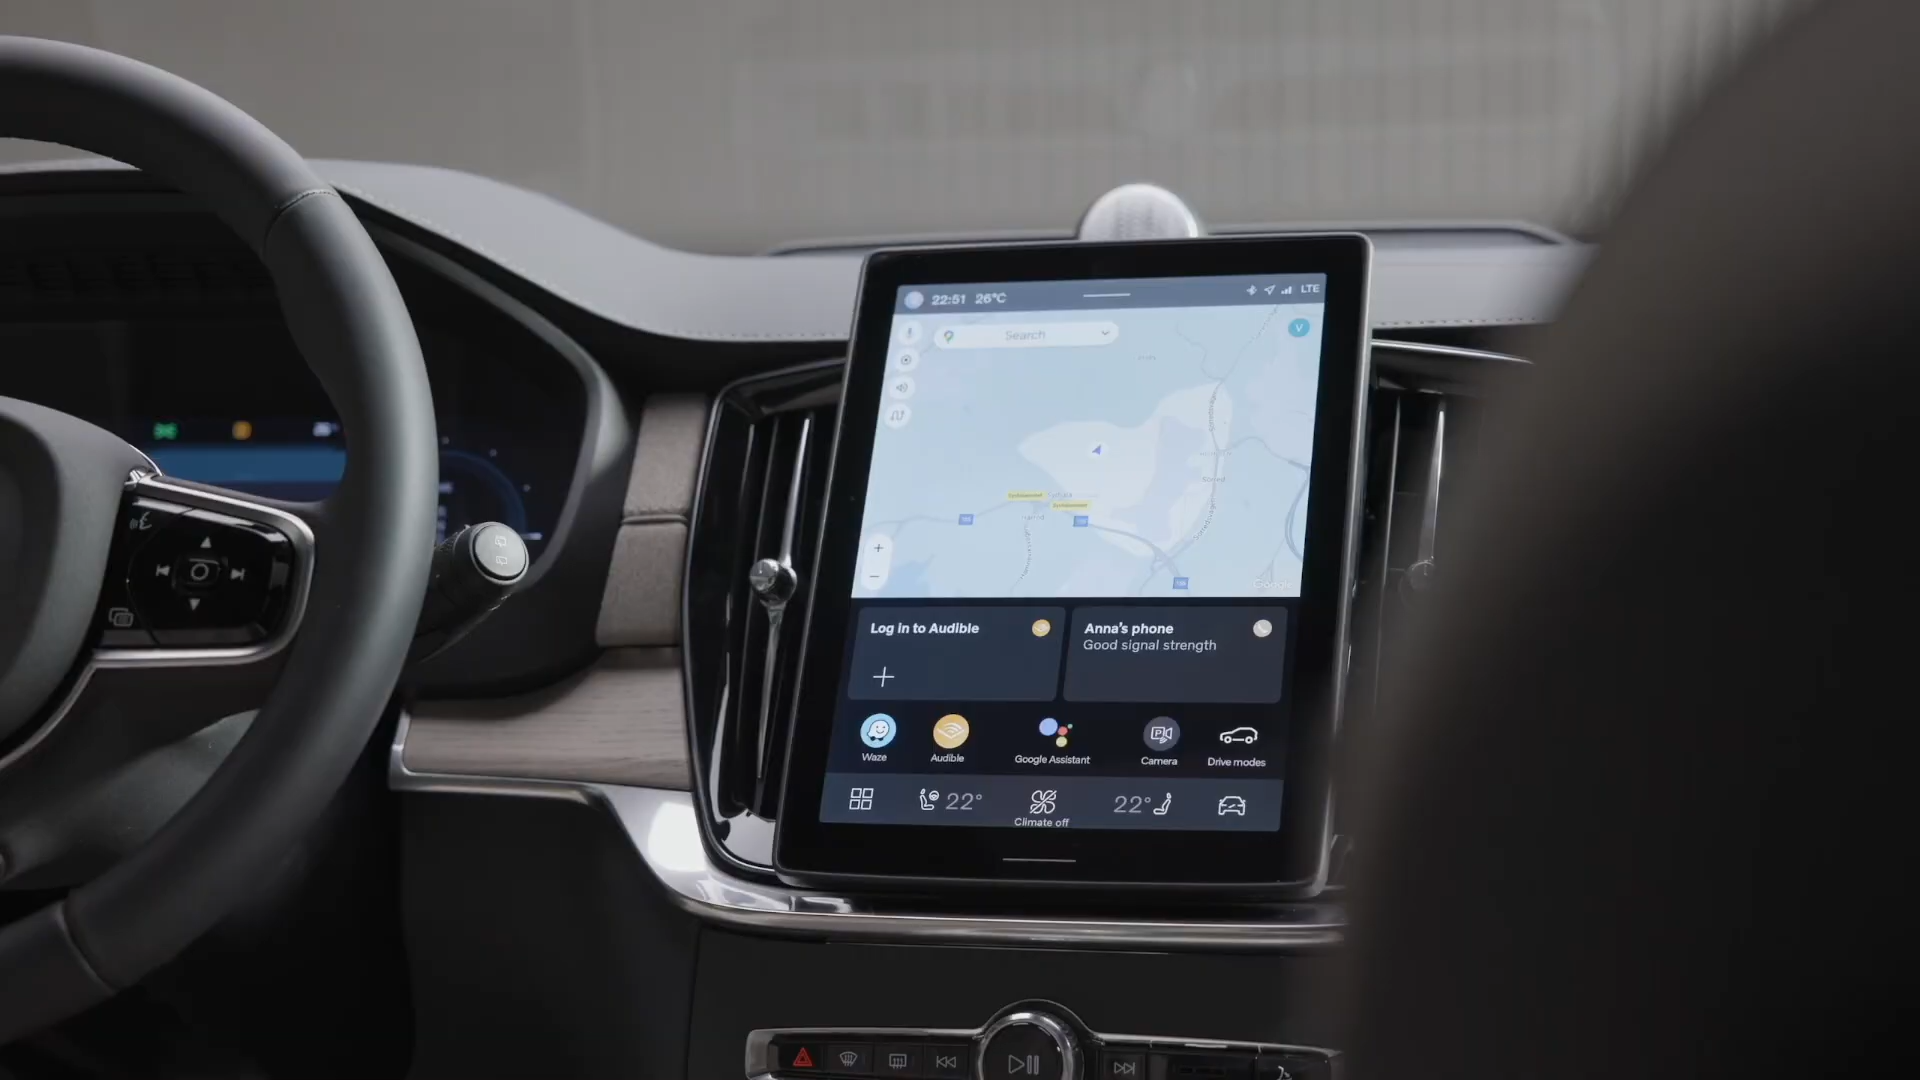 22:51 26°C
LTE
Search
V
Google
Log in to Audible
Anna's phone
Good signal strength
Waze
Audible
Google Assistant
Camera
Drive modes
22°
Climate off
22°